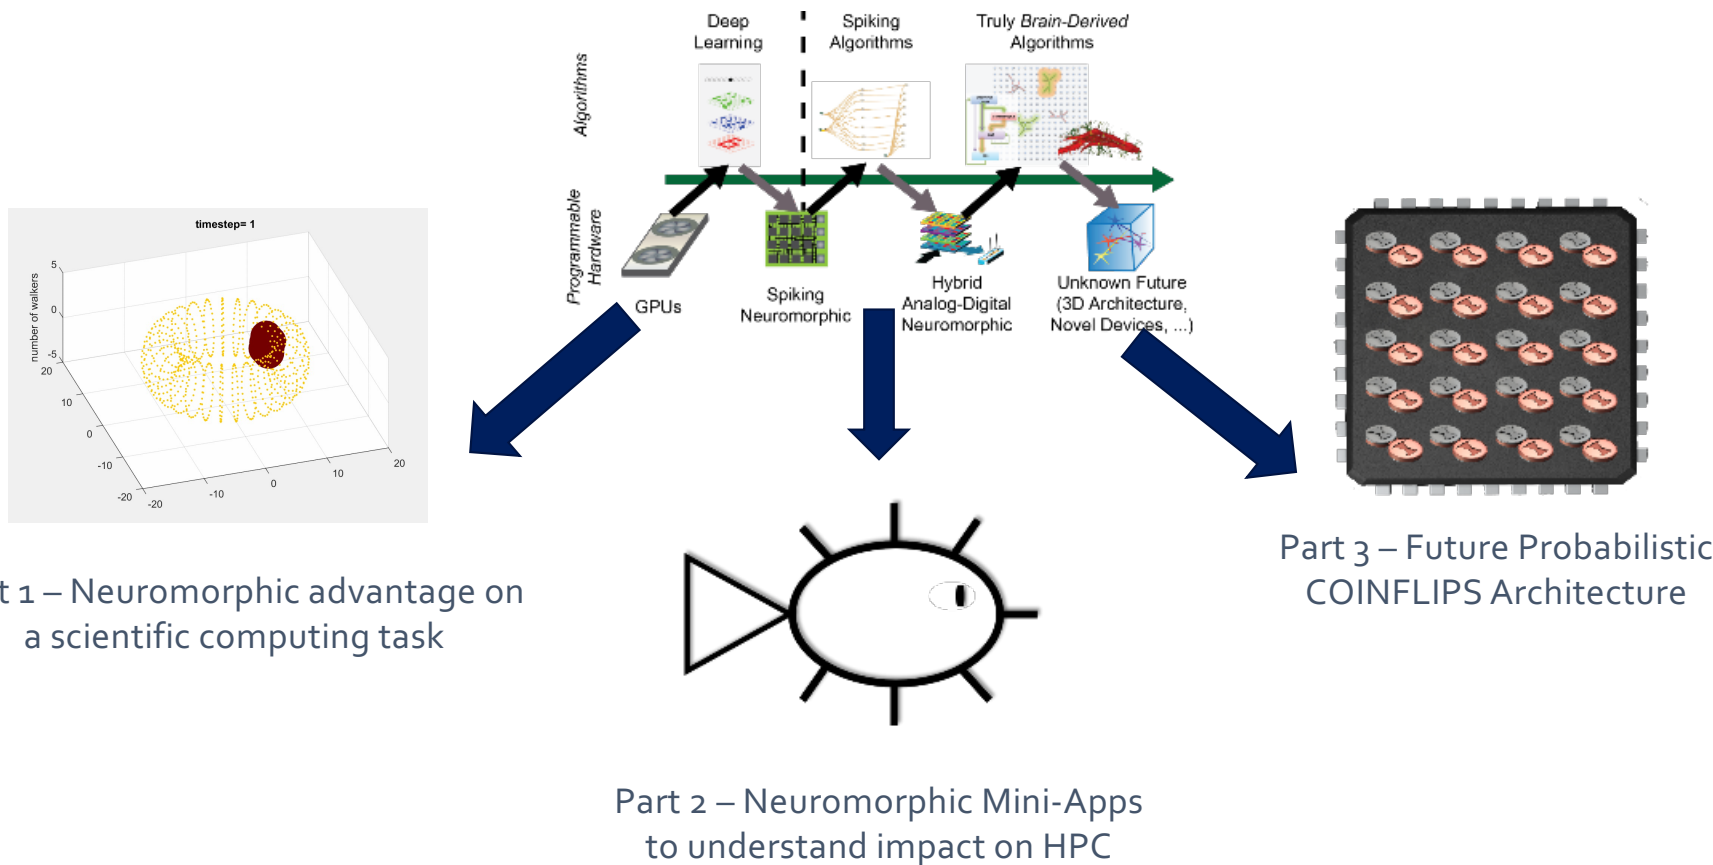 Deep
Learning
Spiking
Algorithms
Truly Brain-Derived
Algorithms
Algorithms
Programmable
Hardware
GPUs
Spiking
Neuromorphic
Hybrid
Analog-Digital
Neuromorphic
Unknown Future
(3D Architecture,
Novel Devices, ...)
timestep= 1
number of walkers
5
0
-5
20
10
0
-10
-20
-20
-10
0
10
20
t 1 – Neuromorphic advantage on
a scientific computing task
Part 2 – Neuromorphic Mini-Apps
to understand impact on HPC
Part 3 – Future Probabilistic
COINFLIPS Architecture